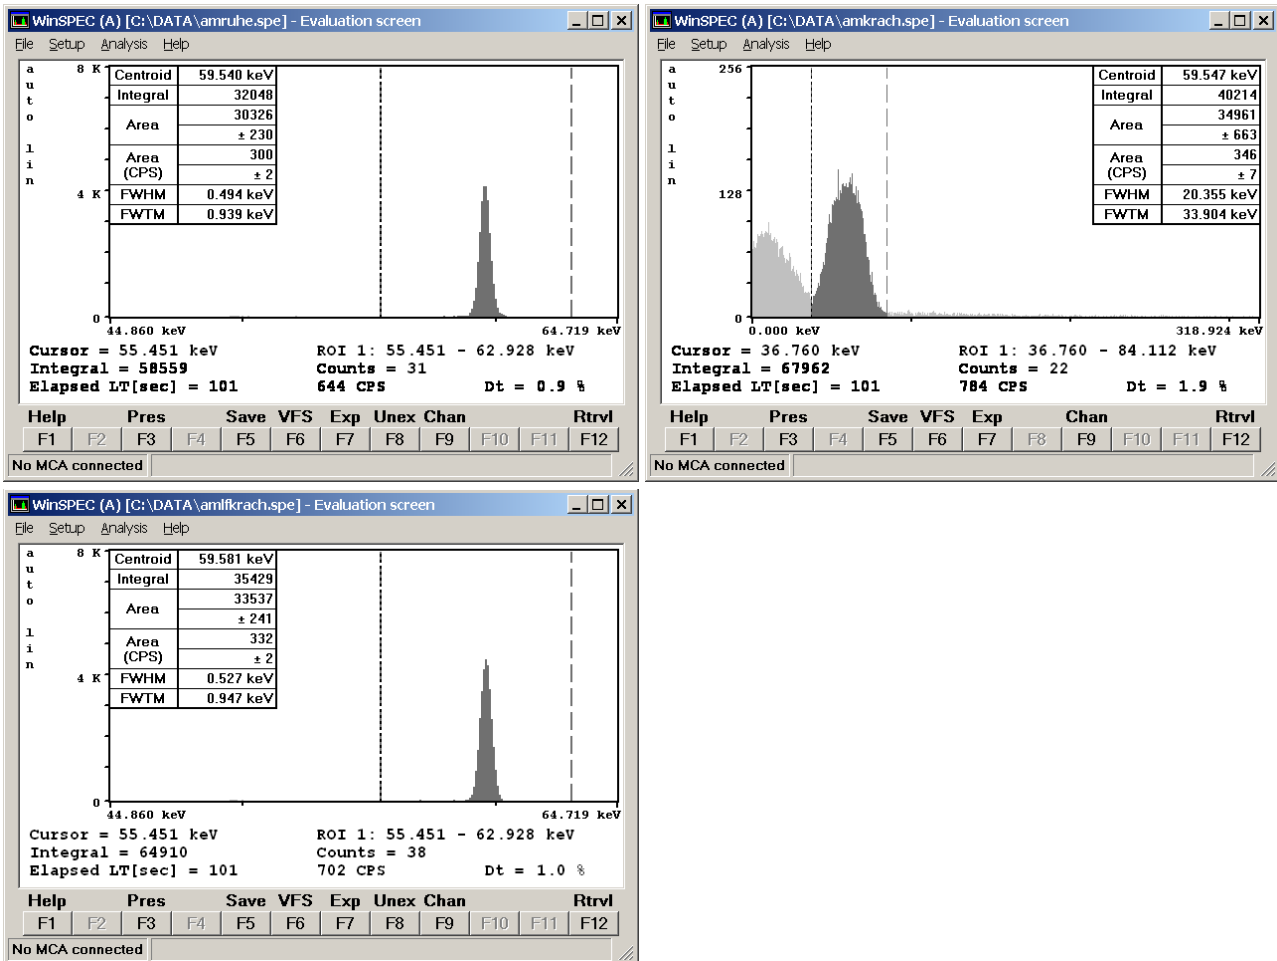 WinSPEC (A) [C:\DATA\amruhe.spe] - Evaluation screen
File Setup Analysis Help
auto lin
8 K
4 K
0
Centroid 59.540 keV
Integral 32048
Area 30326
± 230
Area (CPS) 300
± 2
FWHM 0.494 keV
FWTM 0.939 keV
44.860 keV 64.719 keV
Cursor = 55.451 keV ROI 1: 55.451 - 62.928 keV
Integral = 58559 Counts = 31
Elapsed LT[sec] = 101 644 CPS Dt = 0.9 %
Help Pres Save VFS Exp Unex Chan Rtrvl
F1 F2 F3 F4 F5 F6 F7 F8 F9 F10 F11 F12
No MCA connected
WinSPEC (A) [C:\DATA\amkrach.spe] - Evaluation screen
File Setup Analysis Help
auto lin
256
128
0
Centroid 59.547 keV
Integral 40214
Area 34961
± 663
Area (CPS) 346
± 7
FWHM 20.355 keV
FWTM 33.904 keV
0.000 keV 318.924 keV
Cursor = 36.760 keV ROI 1: 36.760 - 84.112 keV
Integral = 67962 Counts = 22
Elapsed LT[sec] = 101 784 CPS Dt = 1.9 %
Help Pres Save VFS Exp Chan Rtrvl
F1 F2 F3 F4 F5 F6 F7 F8 F9 F10 F11 F12
No MCA connected
WinSPEC (A) [C:\DATA\amlfkrach.spe] - Evaluation screen
File Setup Analysis Help
auto lin
8 K
4 K
0
Centroid 59.581 keV
Integral 35429
Area 33537
± 241
Area (CPS) 332
± 2
FWHM 0.527 keV
FWTM 0.947 keV
44.860 keV 64.719 keV
Cursor = 55.451 keV ROI 1: 55.451 - 62.928 keV
Integral = 64910 Counts = 38
Elapsed LT[sec] = 101 702 CPS Dt = 1.0 %
Help Pres Save VFS Exp Unex Chan Rtrvl
F1 F2 F3 F4 F5 F6 F7 F8 F9 F10 F11 F12
No MCA connected